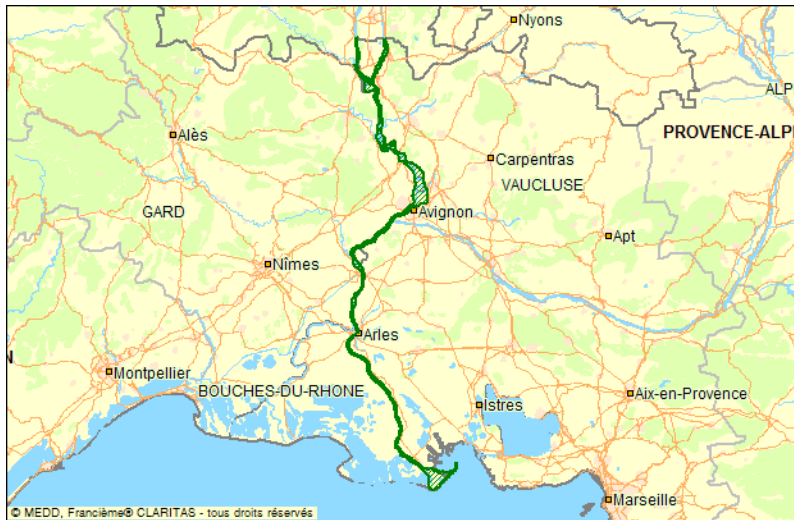 Nyons
ALP
Alès
PROVENCE-ALPI
Carpentras
VAUCLUSE
GARD
Avignon
Apt
Nîmes
Arles
N
Montpellier
BOUCHES-DU-RHONE
Istres
Aix-en-Provence
Marseille
© MEDD, Francième® CLARITAS - tous droits réservés